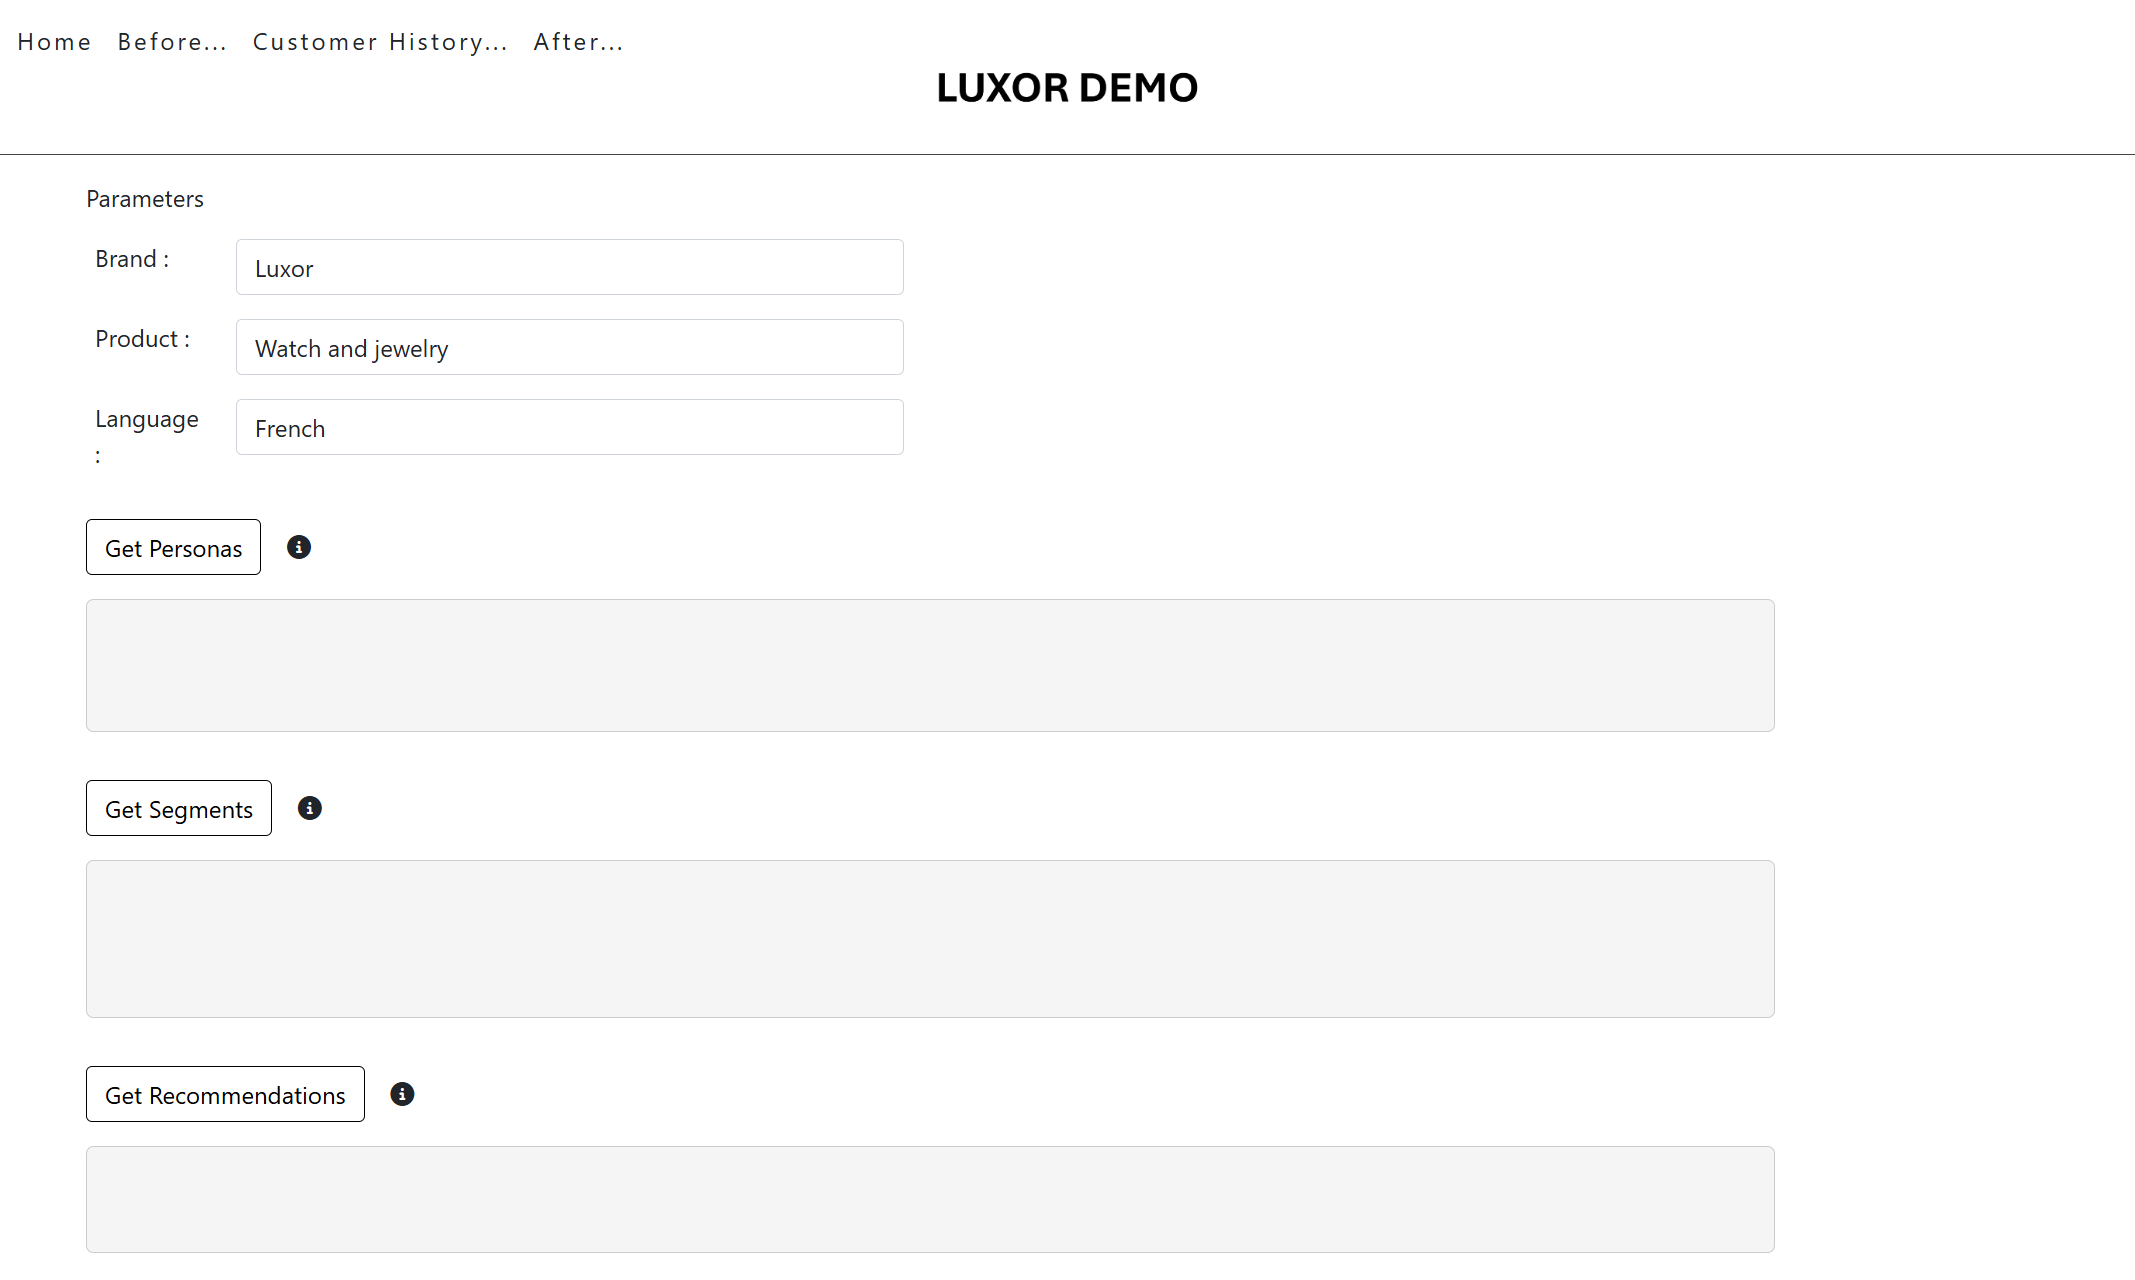 Home Before... Customer History... After...
LUXOR DEMO
Parameters
Brand : Luxor
Product : Watch and jewelry
Language : French
Get Personas
Get Segments
Get Recommendations